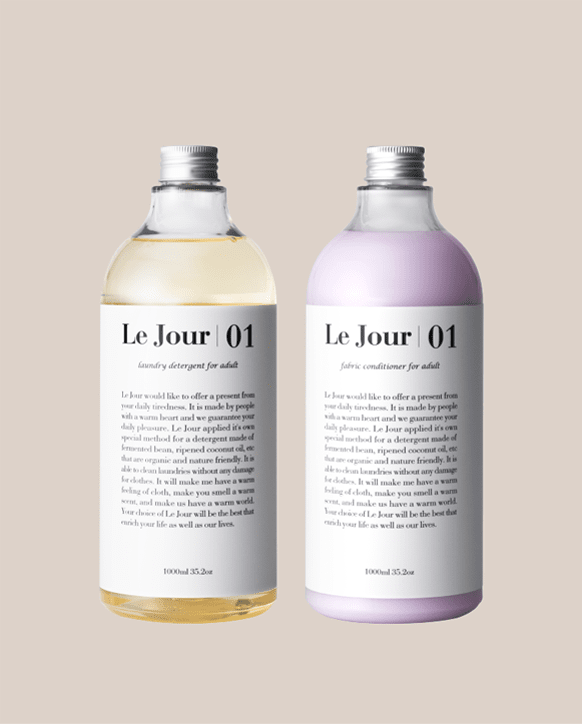 Le Jour | 01
laundry detergent for adult
Le Jour would like to offer a present from
your daily tiredness. It is made by people
with a warm heart and we guarantee your
daily pleasure. Le Jour applied it's own
special method for a detergent made of
fermented bean, ripened coconut oil, etc
that are organic and nature friendly. It is
able to clean laundries without any damage
for clothes. It will make me have a warm
feeling of cloth, make you smell a warm
scent, and make us have a warm world.
Your choice of Le Jour will be the best that
enrich your life as well as our lives.
1000ml 35.2oz
Le Jour | 01
fabric conditioner for adult
Le Jour would like to offer a present from
your daily tiredness. It is made by people
with a warm heart and we guarantee your
daily pleasure. Le Jour applied it's own
special method for a detergent made of
fermented bean, ripened coconut oil, etc
that are organic and nature friendly. It is
able to clean laundries without any damage
for clothes. It will make me have a warm
feeling of cloth, make you smell a warm
scent, and make us have a warm world.
Your choice of Le Jour will be the best that
enrich your life as well as our lives.
1000ml 35.2oz